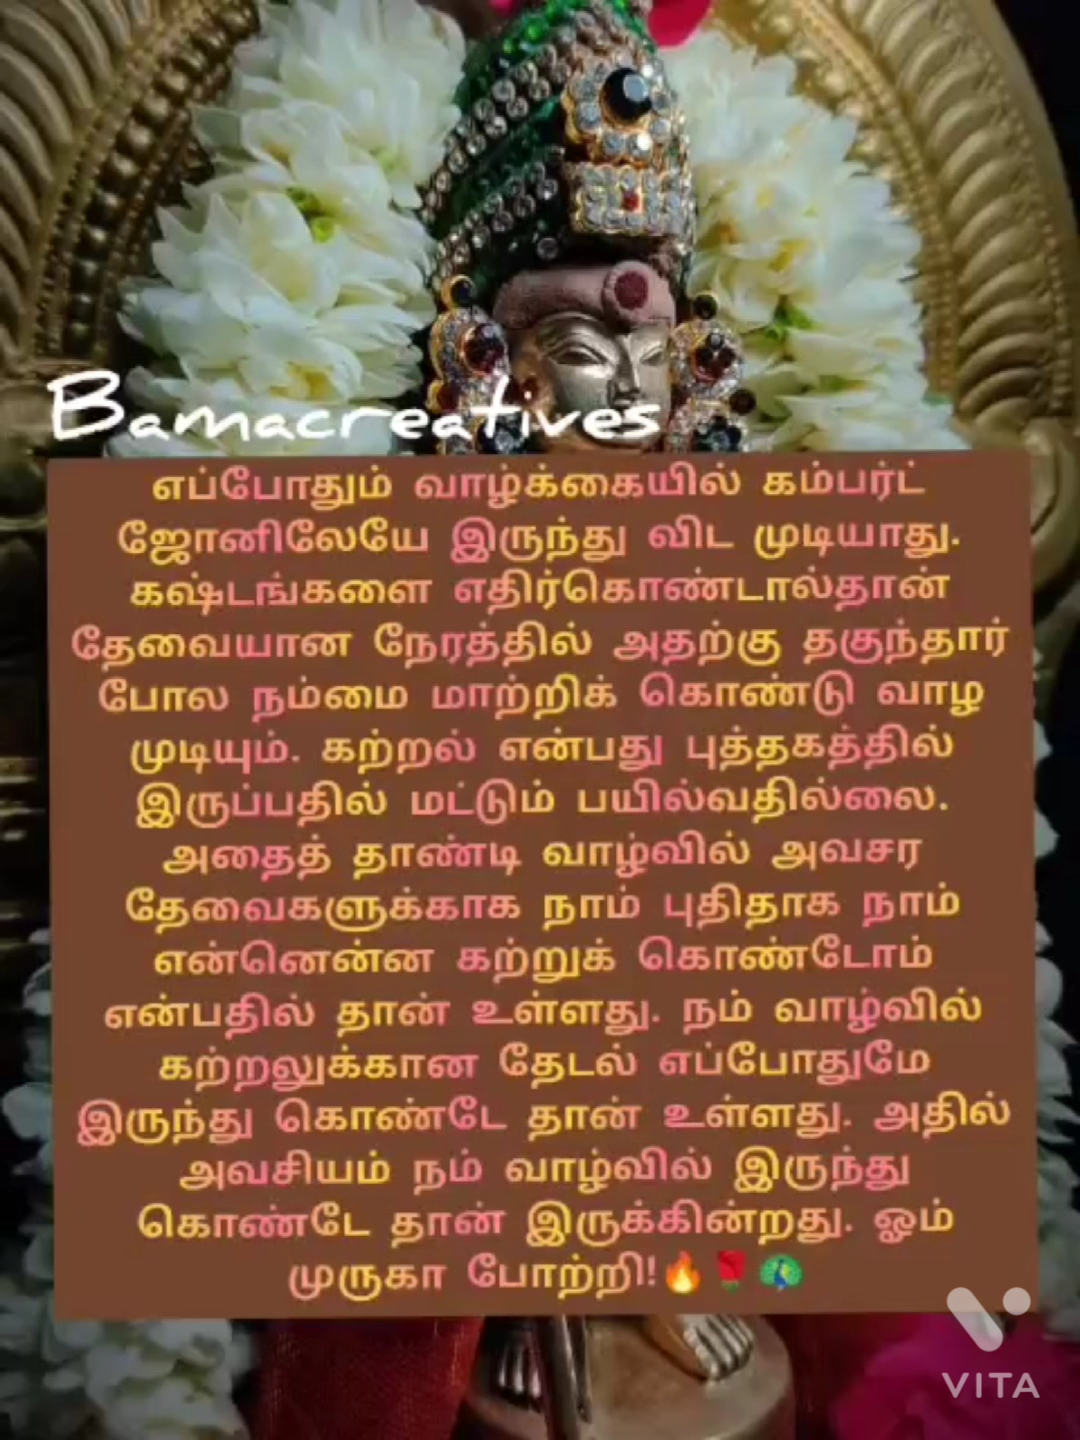 Bamacreatives
எப்போதும் வாழ்க்கையில் கம்பர்ட்
ஜோனிலேயே இருந்து விட முடியாது.
கஷ்டங்களை எதிர்கொண்டால்தான்
தேவையான நேரத்தில் அதற்கு தகுந்தார்
போல நம்மை மாற்றிக் கொண்டு வாழ
முடியும். கற்றல் என்பது புத்தகத்தில்
இருப்பதில் மட்டும் பயில்வதில்லை.
அதைத் தாண்டி வாழ்வில் அவசர
தேவைகளுக்காக நாம் புதிதாக நாம்
என்னென்ன கற்றுக் கொண்டோம்
என்பதில் தான் உள்ளது. நம் வாழ்வில்
கற்றலுக்கான தேடல் எப்போதுமே
இருந்து கொண்டே தான் உள்ளது. அதில்
அவசியம் நம் வாழ்வில் இருந்து
கொண்டே தான் இருக்கின்றது. ஓம்
முருகா போற்றி!🔥🌹🦚
VITA